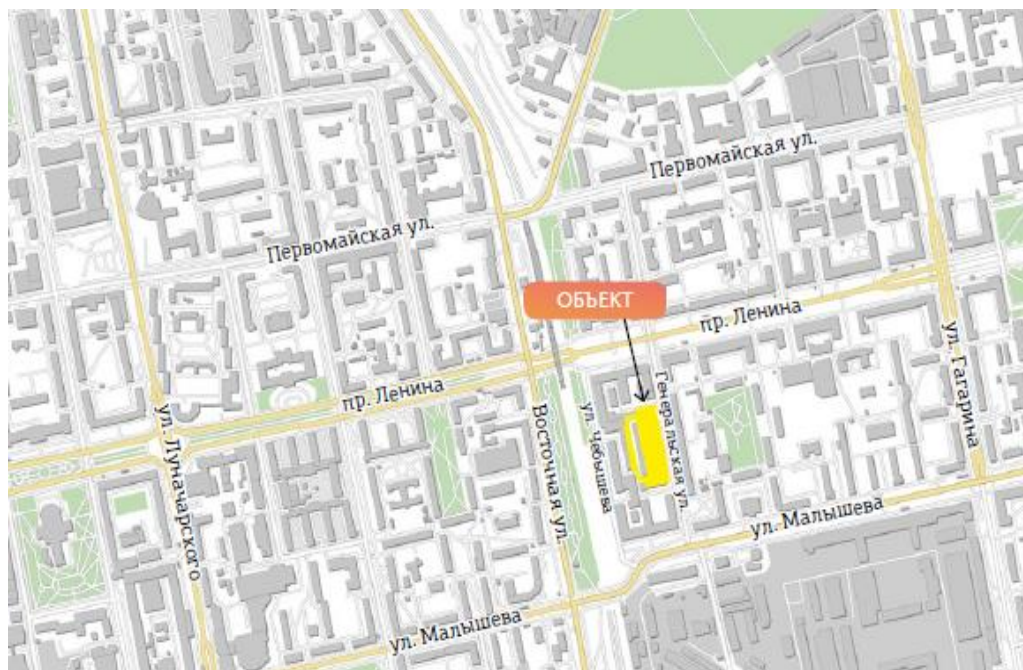 Первомайская ул.
Первомайская ул.
ОБЪЕКТ
пр. Ленина
пр. Ленина
ул. Гагарина
ул. Луначарского
Восточная ул.
ул. Чебышева
Генеральская ул.
ул. Малышева
ул. Малышева